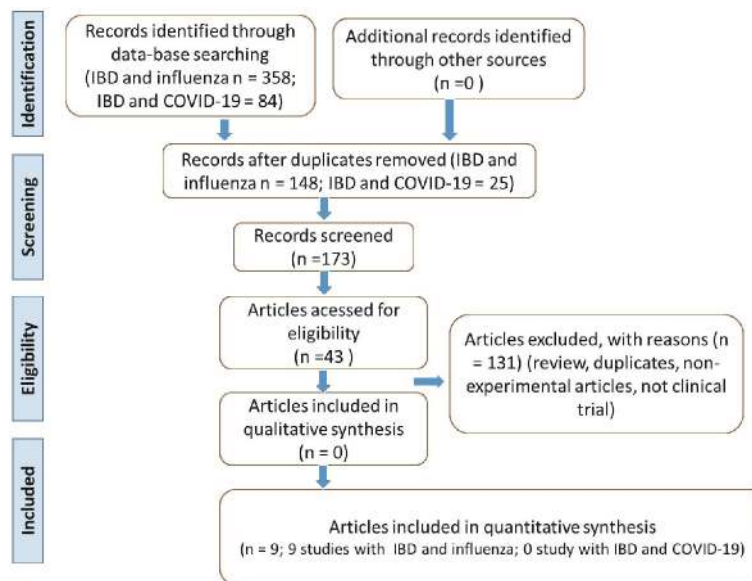 Identification
Records identified through
data-base searching
(IBD and influenza n = 358;
IBD and COVID-19 = 84)
Additional records identified
through other sources
(n =0 )
Screening
Records after duplicates removed (IBD and
influenza n = 148; IBD and COVID-19 = 25)
Records screened
(n =173)
Eligibility
Articles acessed for
eligibility
(n =43 )
Articles excluded, with reasons (n
= 131) (review, duplicates, non-
experimental articles, not clinical
trial)
Articles included in
qualitative synthesis
(n = 0)
Included
Articles included in quantitative synthesis
(n = 9; 9 studies with IBD and influenza; 0 study with IBD and COVID-19)